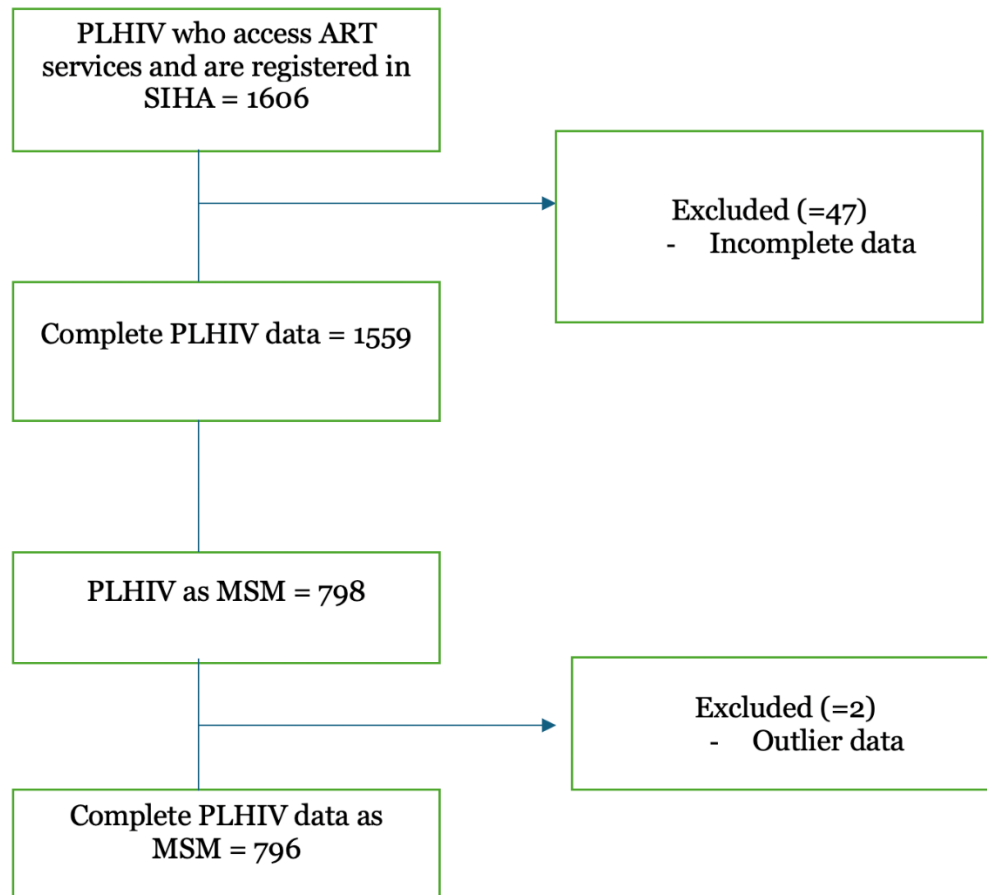 PLHIV who access ART
services and are registered in
SIHA = 1606
Excluded (=47)
- Incomplete data
Complete PLHIV data = 1559
PLHIV as MSM = 798
Excluded (=2)
- Outlier data
Complete PLHIV data as
MSM = 796